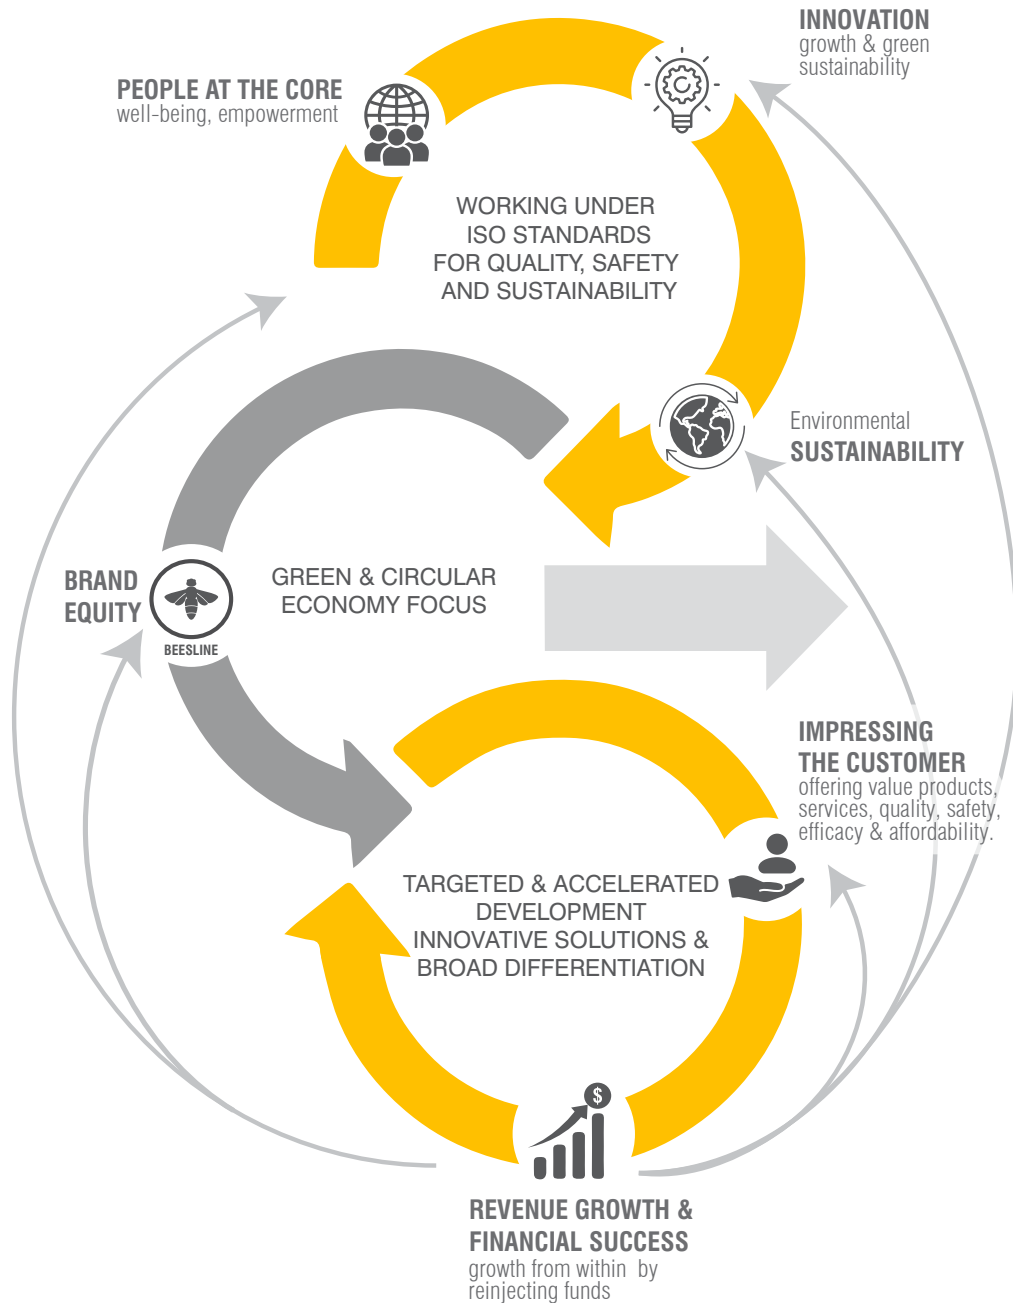 INNOVATION
growth & green
sustainability
PEOPLE AT THE CORE
well-being, empowerment
WORKING UNDER
ISO STANDARDS
FOR QUALITY, SAFETY
AND SUSTAINABILITY
Environmental
SUSTAINABILITY
BRAND
EQUITY
BEESLINE
GREEN & CIRCULAR
ECONOMY FOCUS
IMPRESSING
THE CUSTOMER
offering value products,
services, quality, safety,
efficacy & affordability.
TARGETED & ACCELERATED
DEVELOPMENT
INNOVATIVE SOLUTIONS &
BROAD DIFFERENTIATION
$
REVENUE GROWTH &
FINANCIAL SUCCESS
growth from within by
reinjecting funds